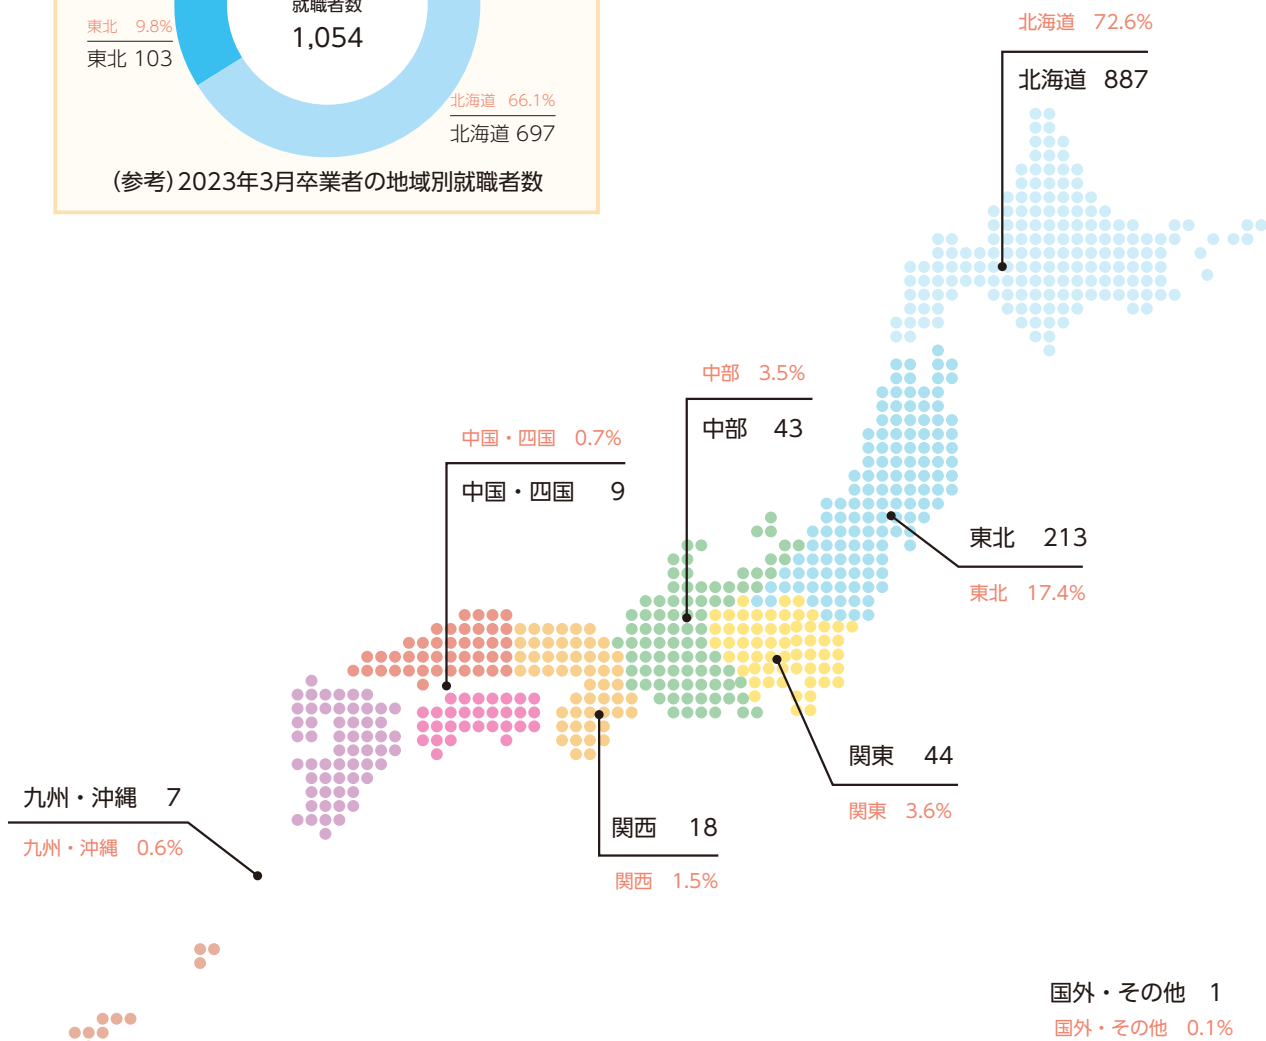 就職者数
1,054
東北 9.8%
東北 103
北海道 66.1%
北海道 697
(参考)2023年3月卒業者の地域別就職者数
北海道 72.6%
北海道 887
中部 3.5%
中部 43
中国・四国 0.7%
中国・四国 9
東北 213
東北 17.4%
関東 44
関東 3.6%
関西 18
関西 1.5%
九州・沖縄 7
九州・沖縄 0.6%
国外・その他 1
国外・その他 0.1%